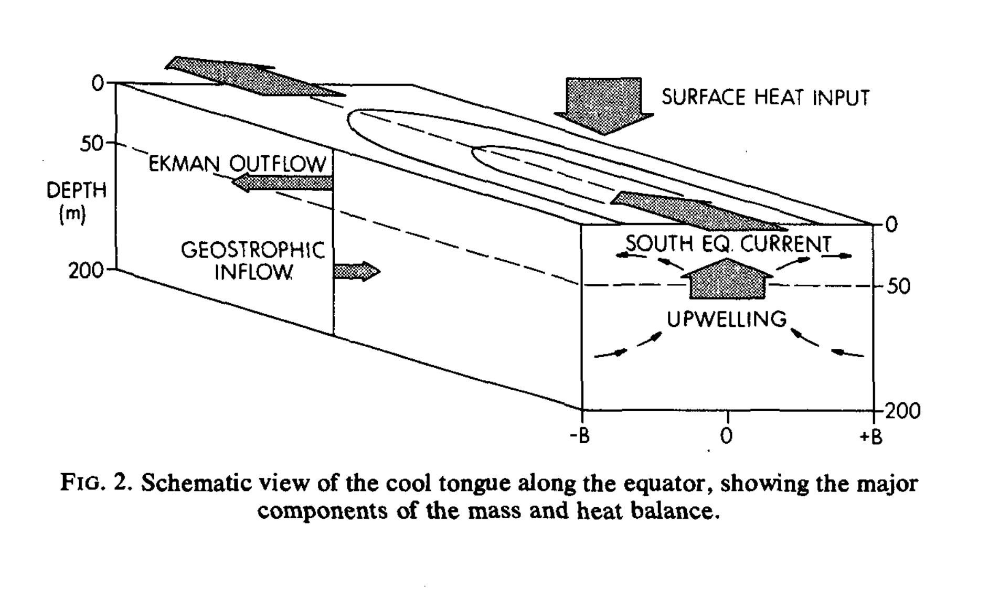 0
SURFACE HEAT INPUT
50
EKMAN OUTFLOW
DEPTH
(m)
0
GEOSTROPHIC
INFLOW
SOUTH EQ. CURRENT
200
50
UPWELLING
200
-B
0
+B
FIG. 2. Schematic view of the cool tongue along the equator, showing the major
components of the mass and heat balance.